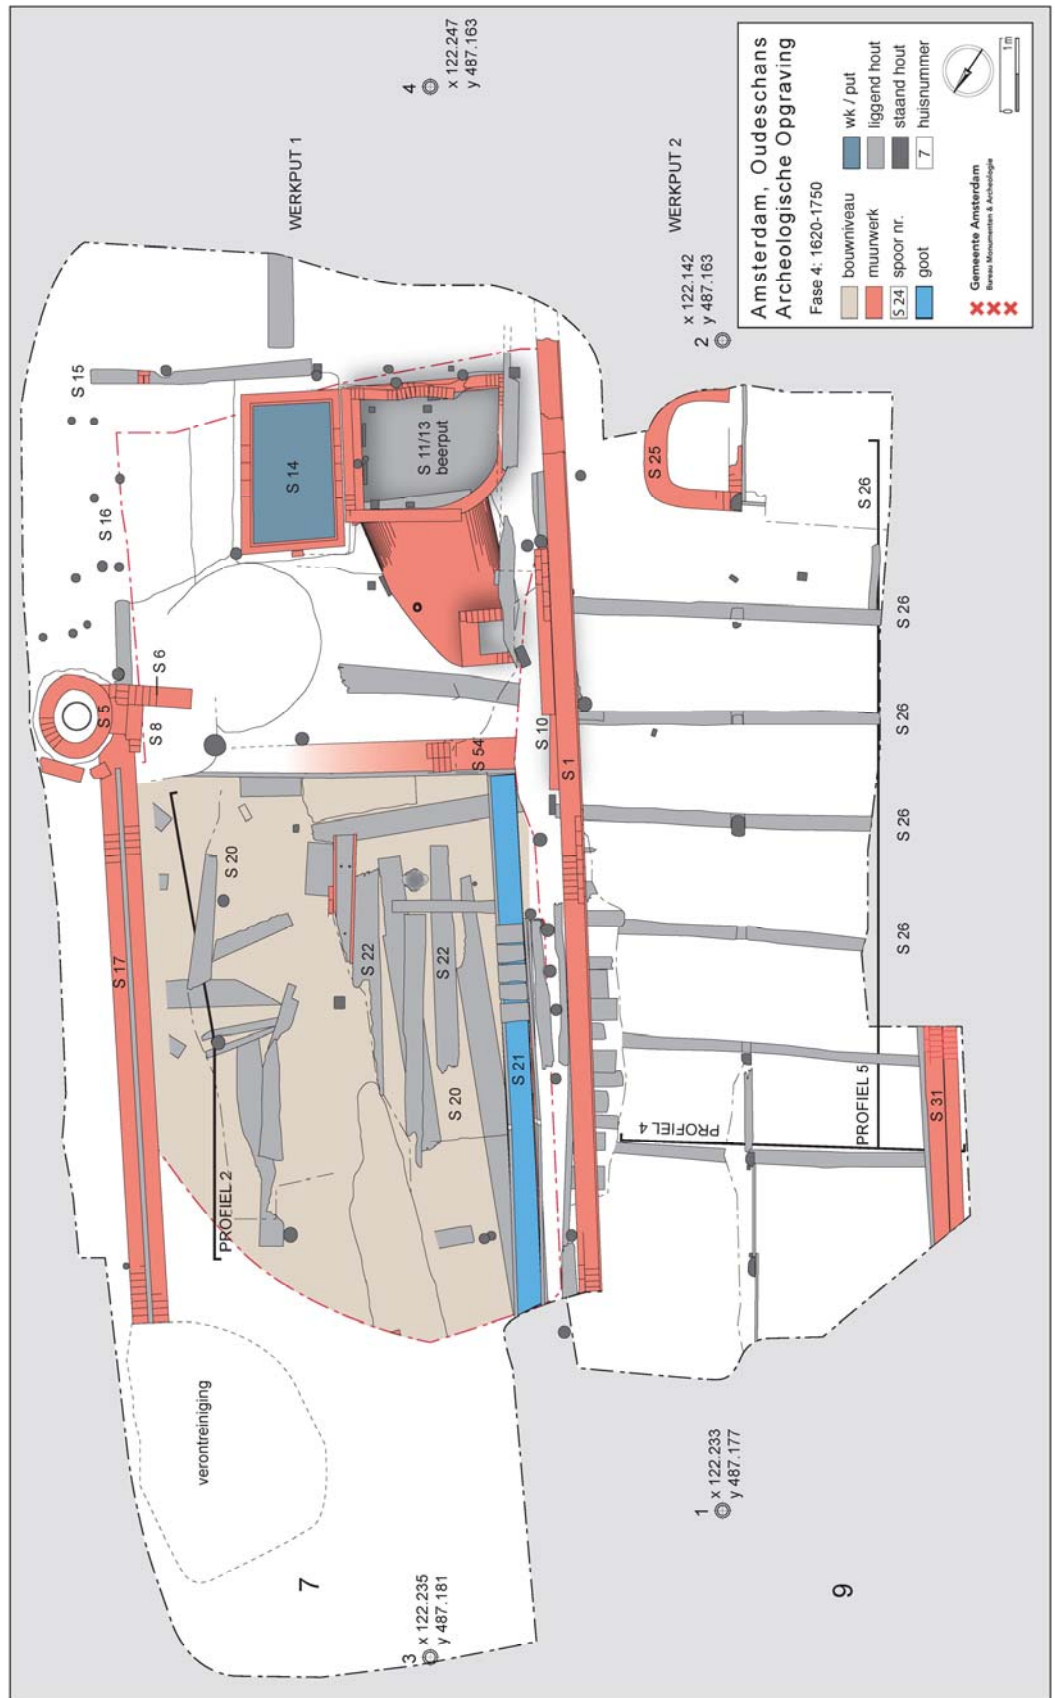 4
x 122.247
y 487.163
WERKPUT 1
WERKPUT 2
2
x 122.142
y 487.163
Amsterdam, Oudeschans
Archeologische Opgraving
Fase 4: 1620-1750
bouwniveau
muurwerk
S 24
spoor nr.
goot
wk / put
liggend hout
staand hout
7
huisnummer
Gemeente Amsterdam
Bureau Monumenten & Archeologie
0
1m
S 15
S 16
S 14
S 11/13
beerput
S 25
S 26
S 5
S 6
S 8
S 54
S 10
S 1
S 26
S 26
S 26
S 26
S 17
S 20
S 22
S 22
S 20
S 21
PROFIEL 2
PROFIEL 4
PROFIEL 5
S 31
verontreiniging
7
9
3
x 122.235
y 487.181
1
x 122.233
y 487.177